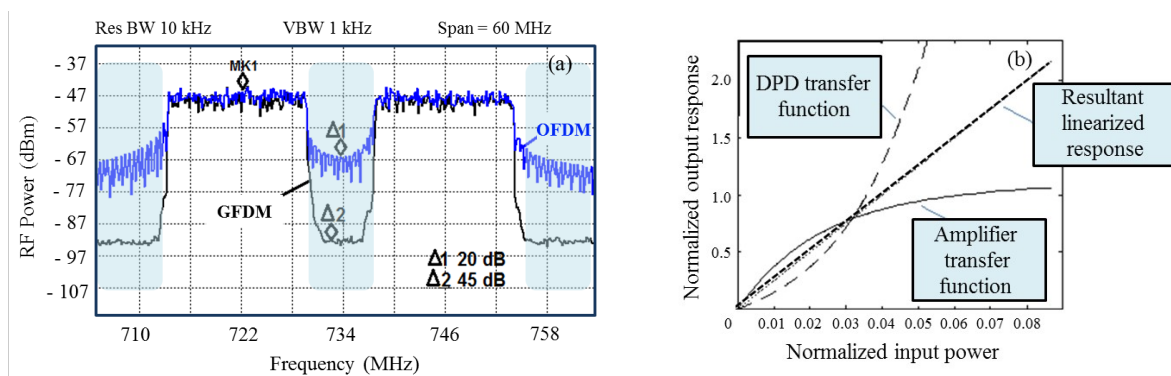 Res BW 10 kHz VBW 1 kHz Span = 60 MHz
(a)
MK1
- 37
- 47
- 57
- 67
- 77
- 87
- 97
- 107
RF Power (dBm)
Δ1
OFDM
GFDM
Δ2
Δ1 20 dB
Δ2 45 dB
710 722 734 746 758
Frequency (MHz)
(b)
2.0
1.5
1.0
0.5
Normalized output response
DPD transfer
function
Resultant
linearized
response
Amplifier
transfer
function
0 0.01 0.02 0.03 0.04 0.05 0.06 0.07 0.08
Normalized input power